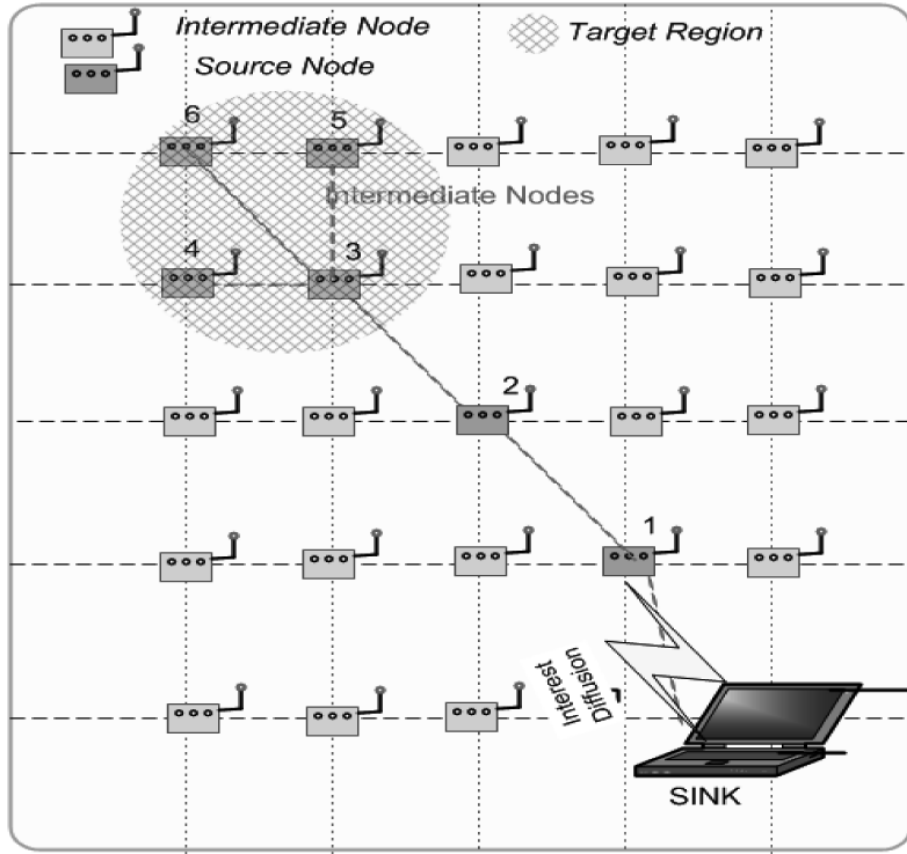 Intermediate Node
Target Region
Source Node
6
5
Intermediate Nodes
4
3
2
1
Interest
Diffusion
SINK